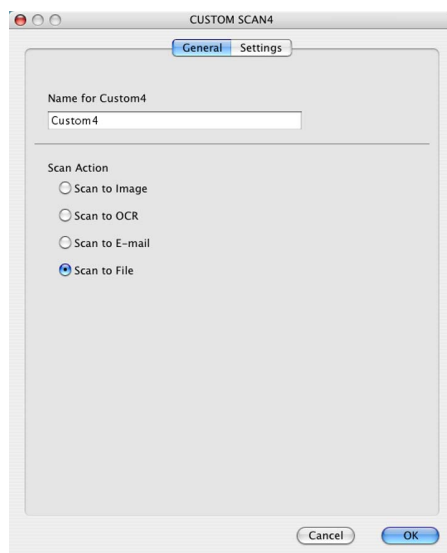 CUSTOM SCAN4
General Settings
Name for Custom4
Custom4
Scan Action
Scan to Image
Scan to OCR
Scan to E-mail
Scan to File
Cancel OK